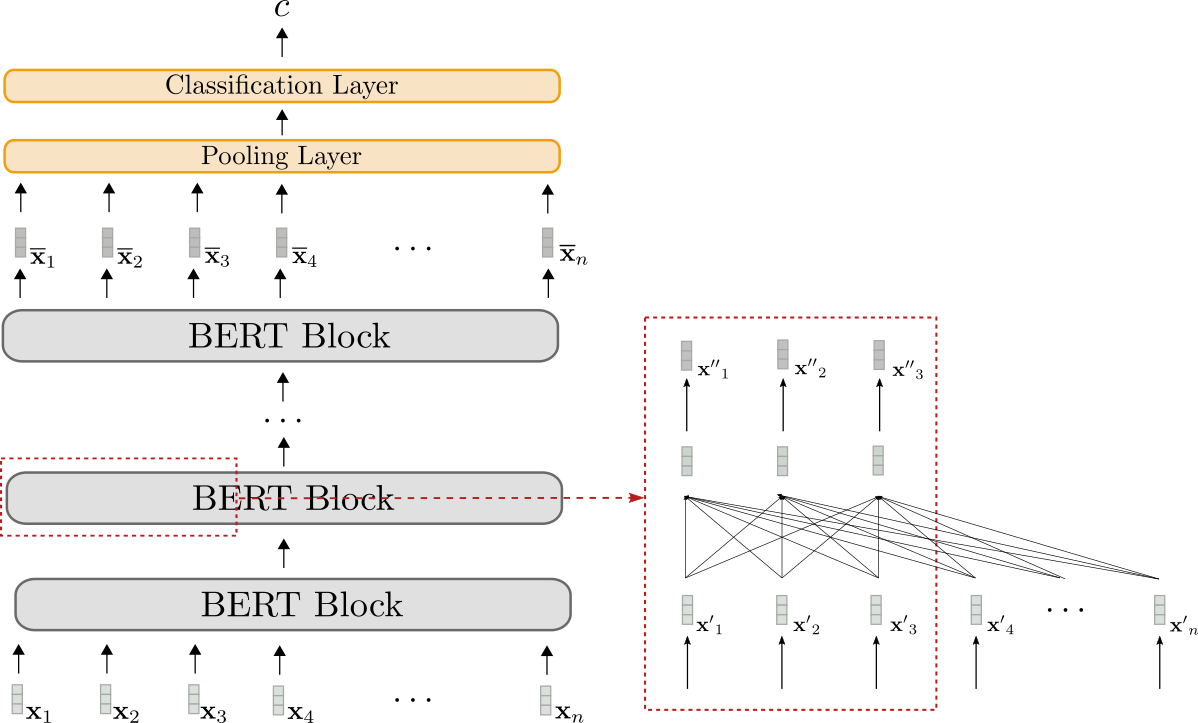 c
Classification Layer
Pooling Layer
x̅₁ x̅₂ x̅₃ x̅₄ ... x̅ₙ
BERT Block
...
BERT Block
BERT Block
x₁ x₂ x₃ x₄ ... xₙ
x″₁ x″₂ x″₃
x′₁ x′₂ x′₃ x′₄ ... x′ₙ